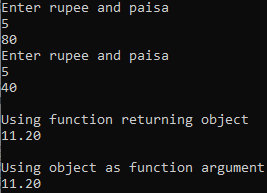 Enter rupee and paisa
5
80
Enter rupee and paisa
5
40
Using function returning object
11.20
Using object as function argument
11.20